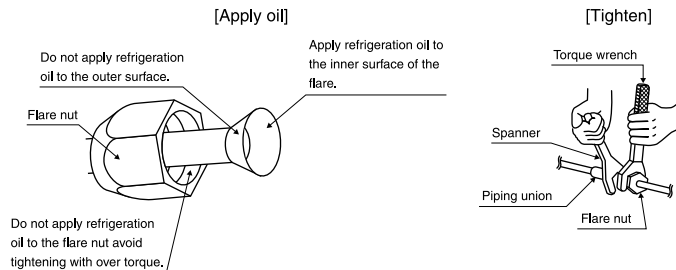 [Apply oil]
Do not apply refrigeration
oil to the outer surface.
Apply refrigeration oil to
the inner surface of the
flare.
Flare nut
Do not apply refrigeration
oil to the flare nut avoid
tightening with over torque.
[Tighten]
Torque wrench
Spanner
Piping union
Flare nut